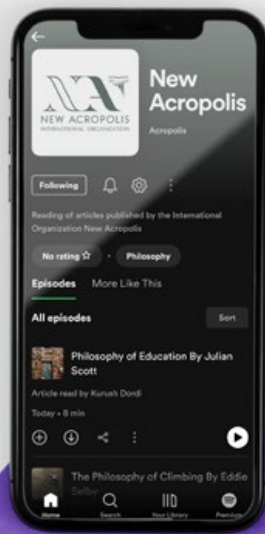 NEW ACROPOLIS
INTERNATIONAL ORGANISATION
New
Acropolis
Acropolis
Following
Reading of articles published by the International
Organization New Acropolis
No rating
Philosophy
Episodes More Like This
All episodes
Sort
Philosophy of Education By Julian
Scott
Article read by Kurush Dordi
Today • 8 min
The Philosophy of Climbing By Eddie
Selby
Home
Search
Your Library
Premium